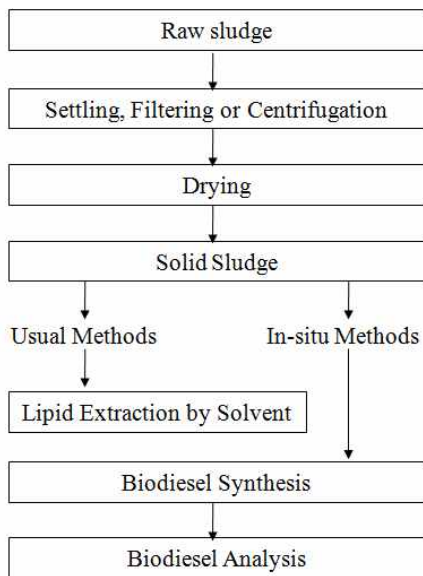 Raw sludge
Settling, Filtering or Centrifugation
Drying
Solid Sludge
Usual Methods
In-situ Methods
Lipid Extraction by Solvent
Biodiesel Synthesis
Biodiesel Analysis